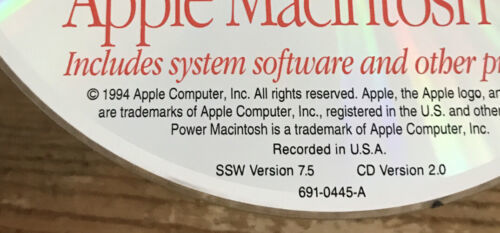 Apple Macintosh
Includes system software and other
© 1994 Apple Computer, Inc. All rights reserved. Apple, the Apple logo,
are trademarks of Apple Computer, Inc., registered in the U.S. and
Power Macintosh is a trademark of Apple Computer, Inc.
Recorded in U.S.A.
SSW Version 7.5 CD Version 2.0
691-0445-A